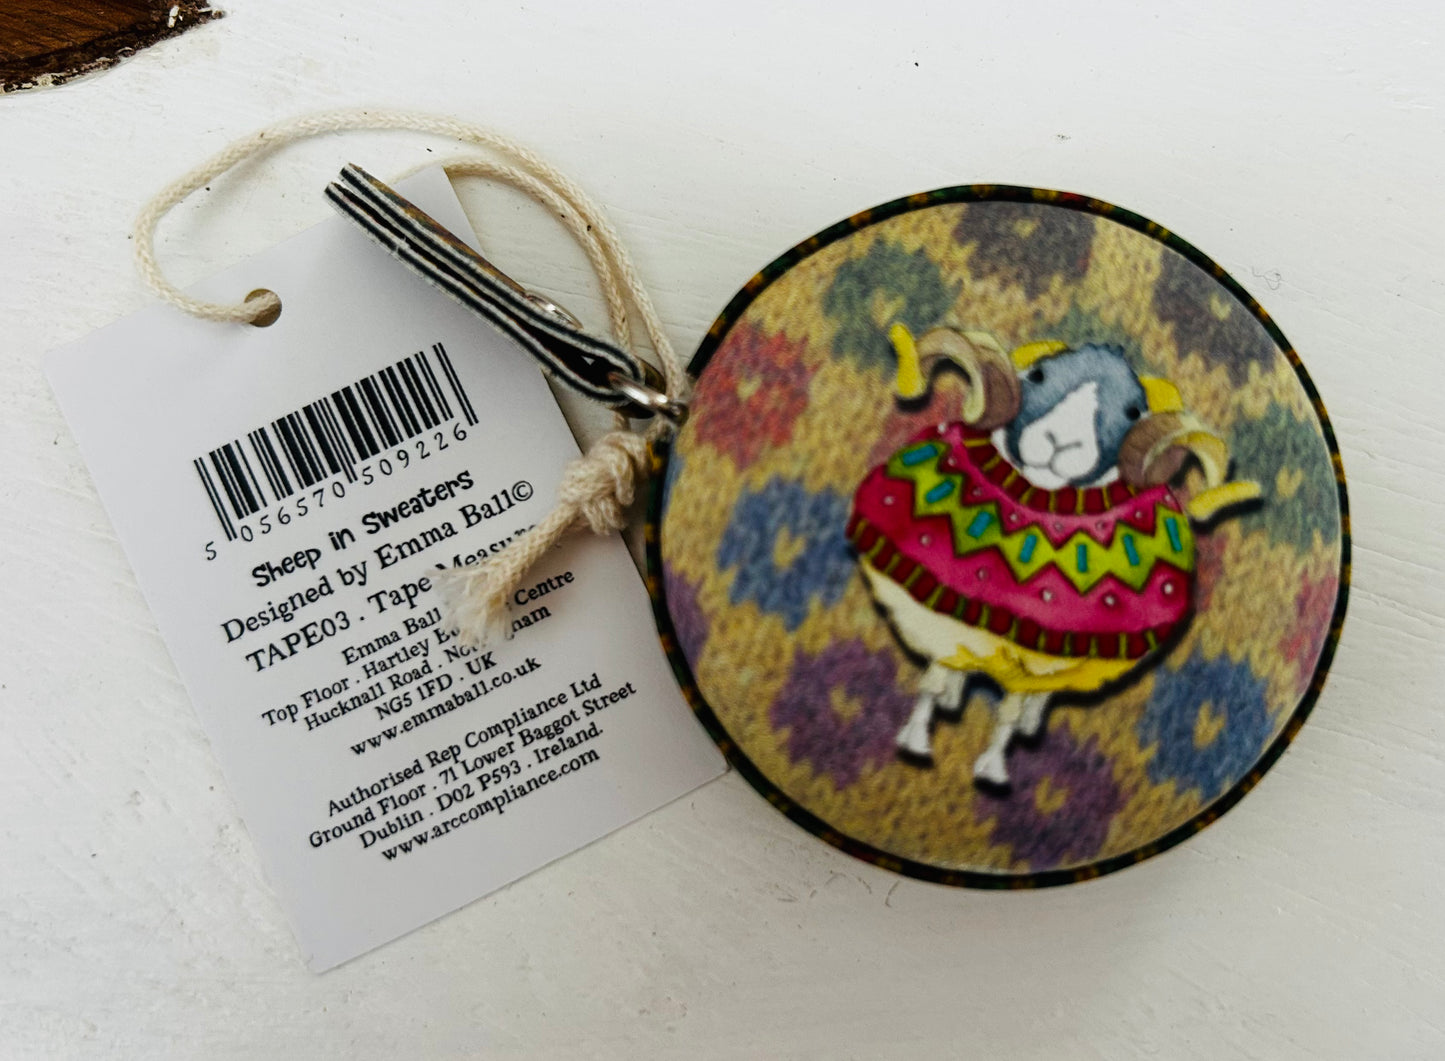 5 056570 509226
Sheep in Sweaters
Designed by Emma Ball©
TAPE03 . Tape
Emma Ball Centre
Top Floor . Hartley
Hucknall Road .
NG5 1FD . UK
www.emmaball.co.uk
Authorised Rep Compliance Ltd
Ground Floor . 71 Lower Baggot Street
Dublin . D02 P593 . Ireland.
www.arccompliance.com